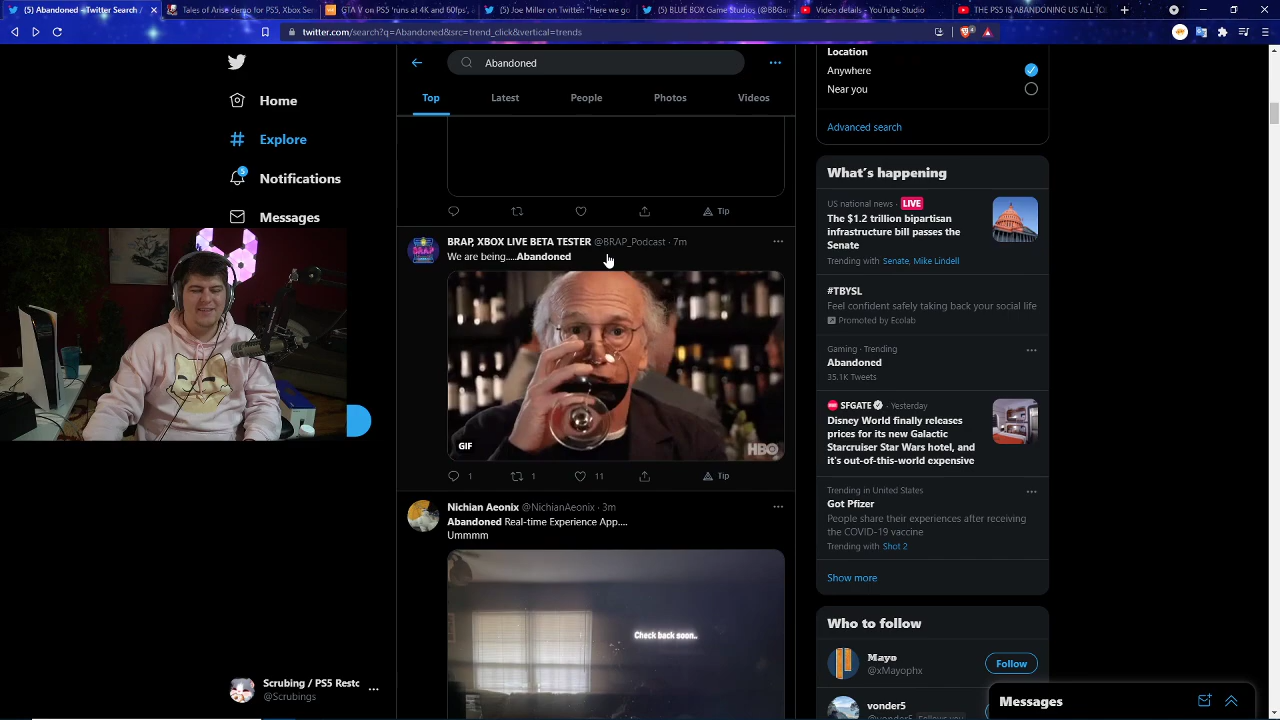 (5) Abandoned - Twitter Search /
Tales of Arise demo for PS5, Xbox Seri
GTA V on PS5 'runs at 4K and 60fps',
(5) Joe Miller on Twitter: "Here we go
(5) BLUE BOX Game Studios (@BBGar
Video details - YouTube Studio
THE PS5 IS ABANDONING US ALL (OI
twitter.com/search?q=Abandoned&src=trend_click&vertical=trends
Home
Explore
5
Notifications
Messages
Scrubing / PS5 Restc
@Scrubings
Abandoned
Top
Latest
People
Photos
Videos
Tip
BRAP, XBOX LIVE BETA TESTER @BRAP_Podcast · 7m
We are being.....Abandoned
GIF
HBO
1
1
11
Tip
Nichian Aeonix @NichianAeonix · 3m
Abandoned Real-time Experience App....
Ummmm
Check back soon..
Location
Anywhere
Near you
Advanced search
What's happening
US national news · LIVE
The $1.2 trillion bipartisan
infrastructure bill passes the
Senate
Trending with Senate, Mike Lindell
#TBYSL
Feel confident safely taking back your social life
Promoted by Ecolab
Gaming · Trending
Abandoned
35.1K Tweets
SFGATE · Yesterday
Disney World finally releases
prices for its new Galactic
Starcruiser Star Wars hotel, and
it's out-of-this-world expensive
Trending in United States
Got Pfizer
People share their experiences after receiving
the COVID-19 vaccine
Trending with Shot 2
Show more
Who to follow
Mayo
@xMayophx
Follow
vonder5
Messages